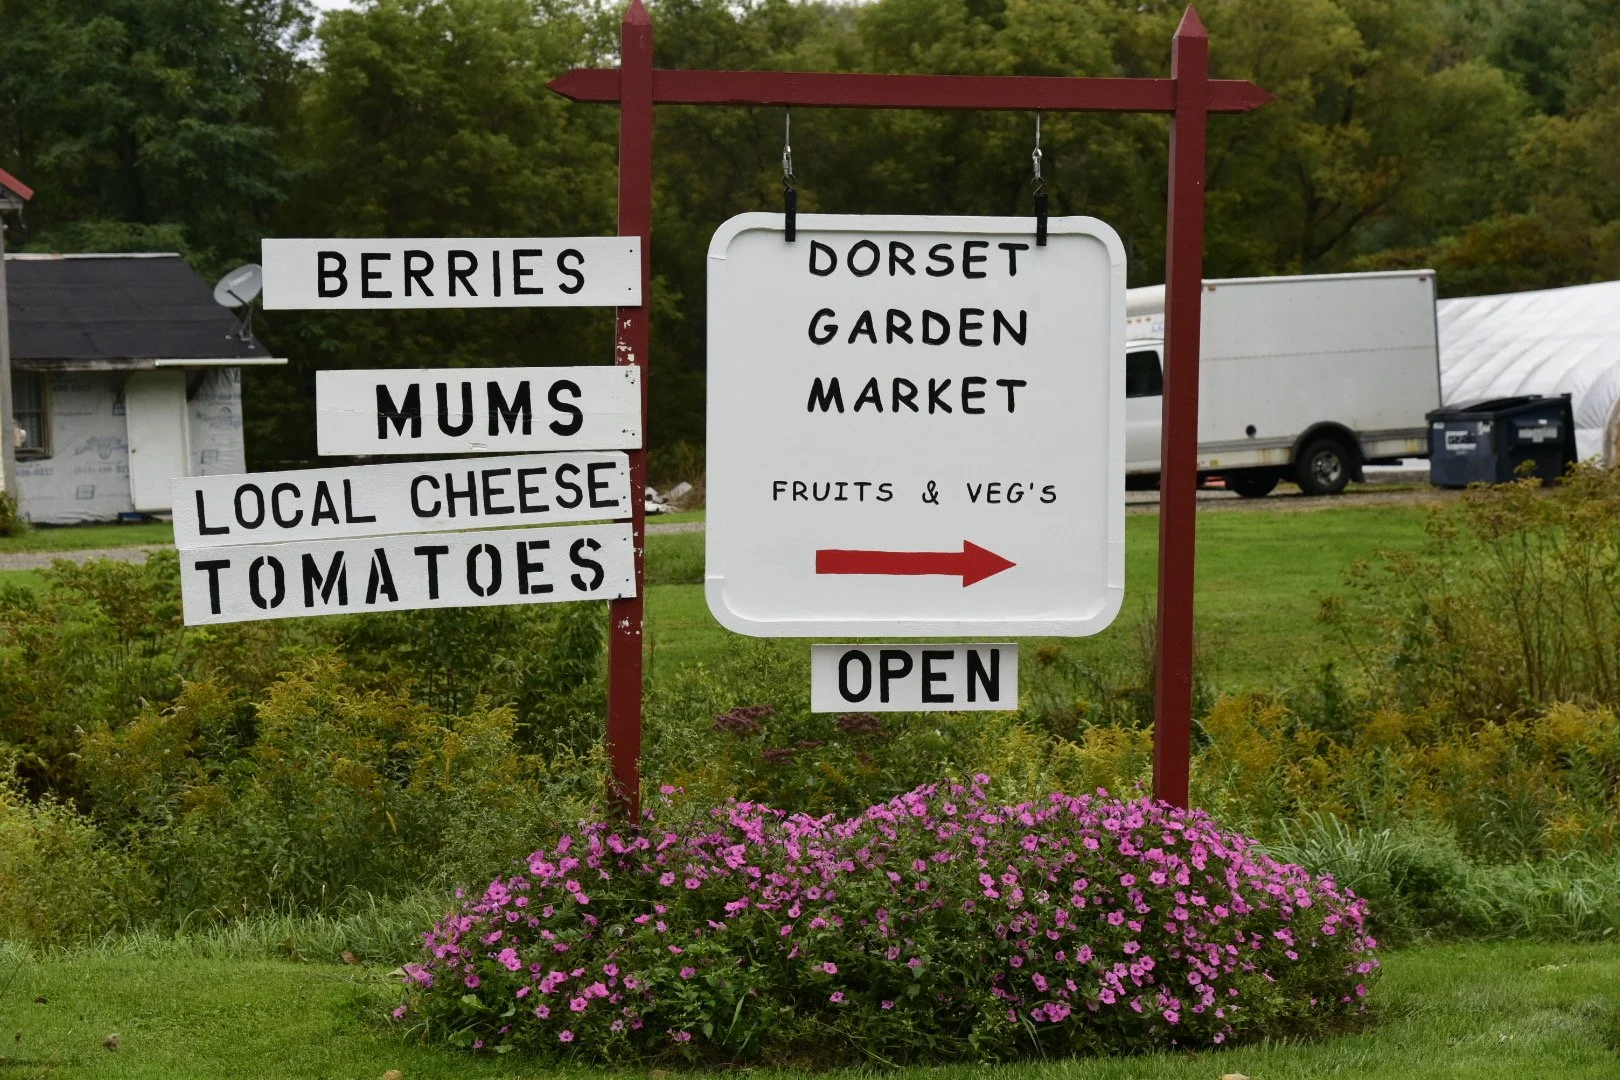 BERRIES
MUMS
LOCAL CHEESE
TOMATOES
DORSET
GARDEN
MARKET
FRUITS & VEG'S
OPEN